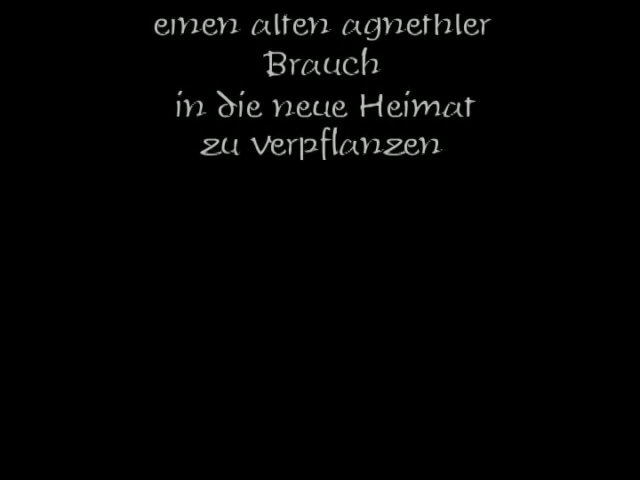 einen alten agnethler
Brauch
in die neue Heimat
zu verpflanzen